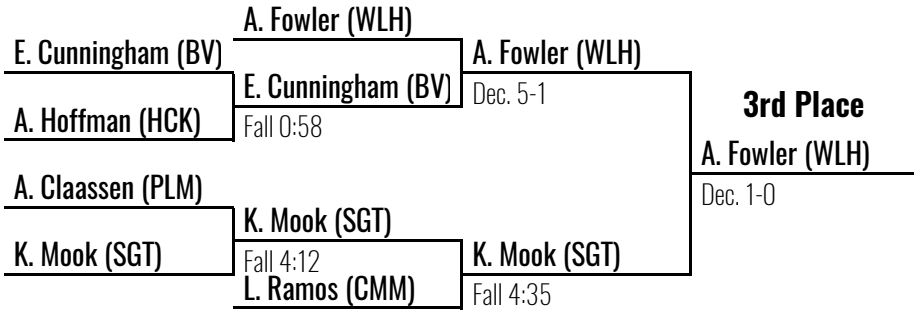 A. Fowler (WLH)
E. Cunningham (BV)
A. Fowler (WLH)
E. Cunningham (BV)
Dec. 5-1
A. Hoffman (HCK)
Fall 0:58
3rd Place
A. Fowler (WLH)
Dec. 1-0
A. Claassen (PLM)
K. Mook (SGT)
K. Mook (SGT)
Fall 4:12
K. Mook (SGT)
L. Ramos (CMM)
Fall 4:35